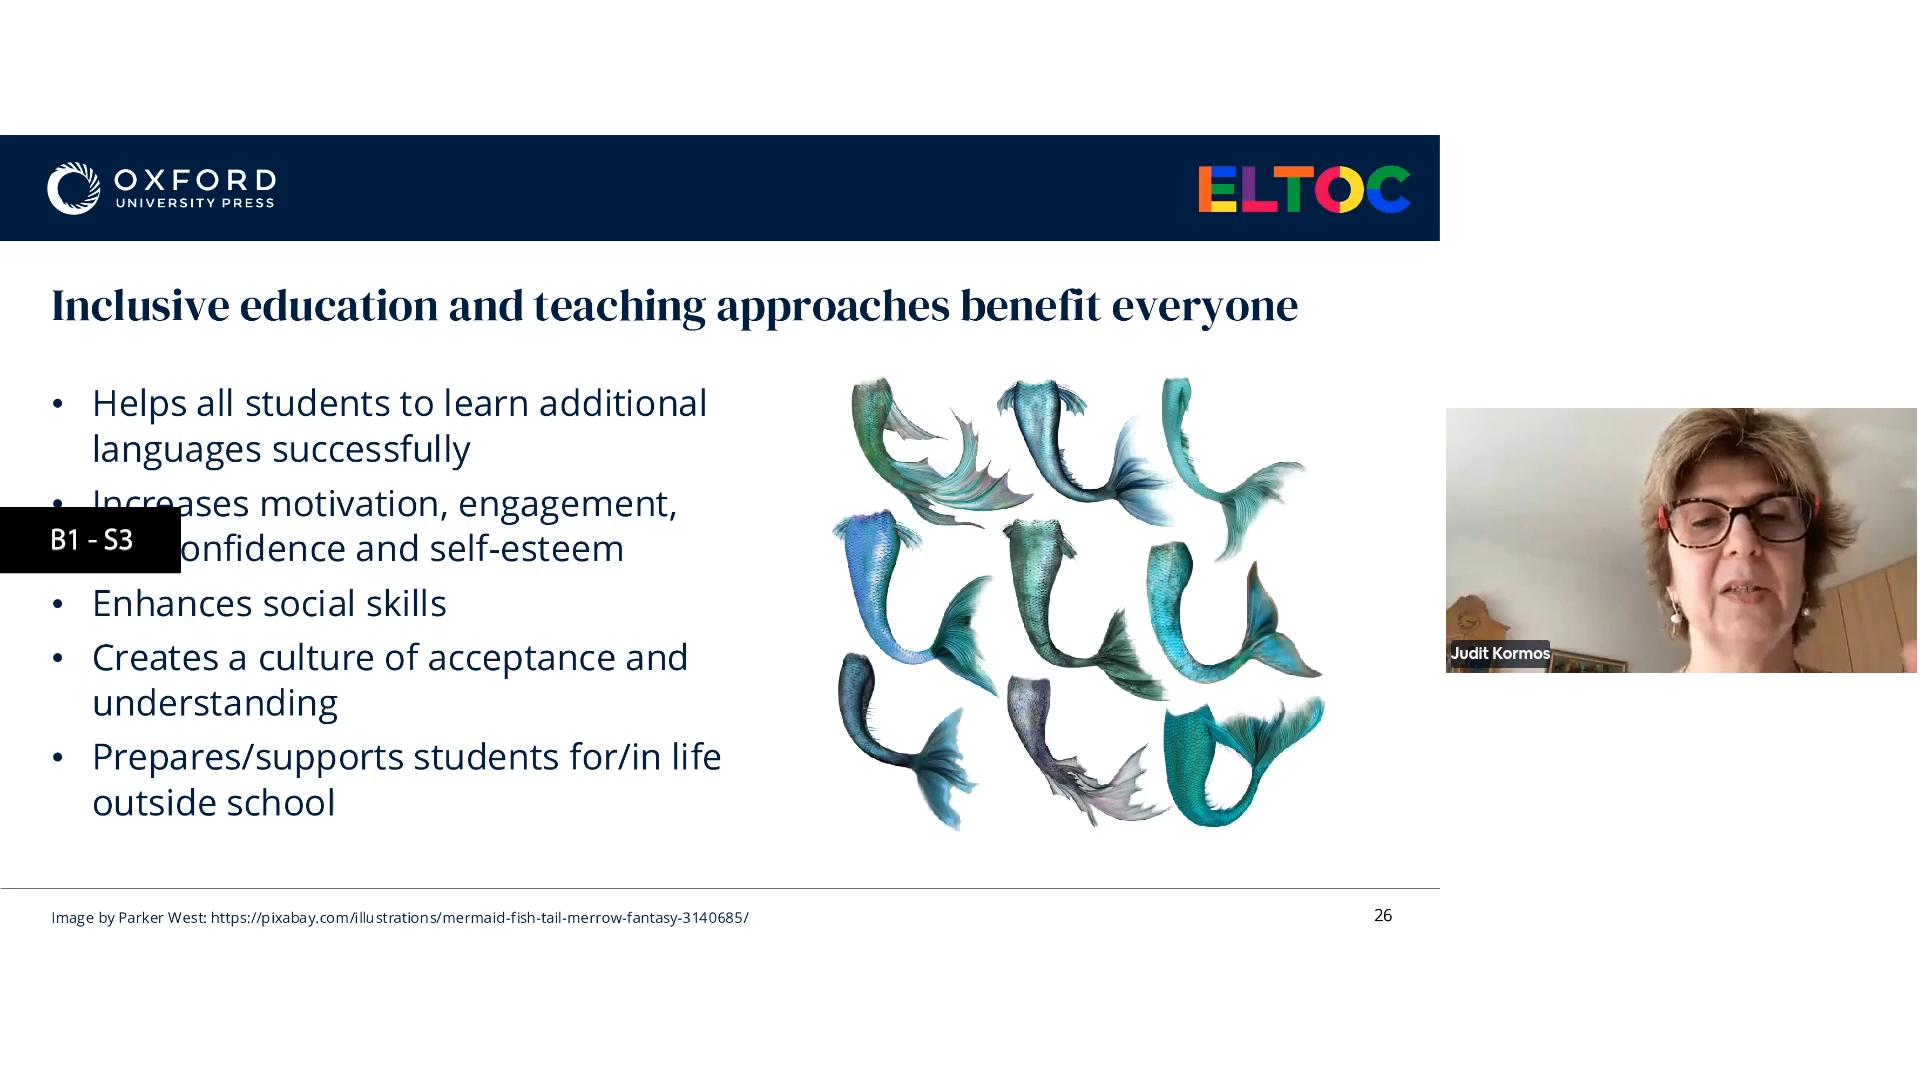 OXFORD
UNIVERSITY PRESS
ELTOC
Inclusive education and teaching approaches benefit everyone
• Helps all students to learn additional
languages successfully
• Increases motivation, engagement,
onfidence and self-esteem
B1 - S3
• Enhances social skills
• Creates a culture of acceptance and
understanding
• Prepares/supports students for/in life
outside school
Judit Kormos
Image by Parker West: https://pixabay.com/illustrations/mermaid-fish-tail-merrow-fantasy-3140685/
26